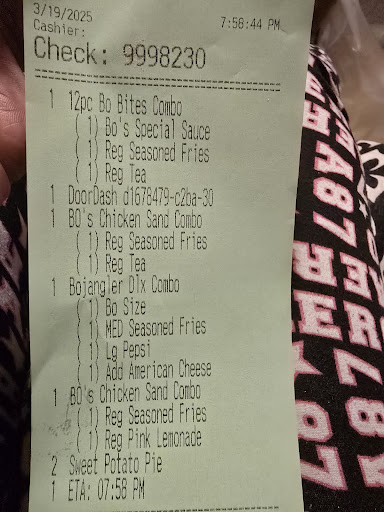 3/19/2025 7:58:44 PM
Cashier:
Check: 9998230
1 12pc Bo Bites Combo
( 1) Bo's Special Sauce
( 1) Reg Seasoned Fries
( 1) Reg Tea
1 DoorDash d1678479-c2ba-30
1 BO's Chicken Sand Combo
( 1) Reg Seasoned Fries
( 1) Reg Tea
1 Bojangler Dlx Combo
( 1) Bo Size
( 1) MED Seasoned Fries
( 1) Lg Pepsi
( 1) Add American Cheese
1 BO's Chicken Sand Combo
( 1) Reg Seasoned Fries
( 1) Reg Pink Lemonade
2 Sweet Potato Pie
1 ETA: 07:58 PM